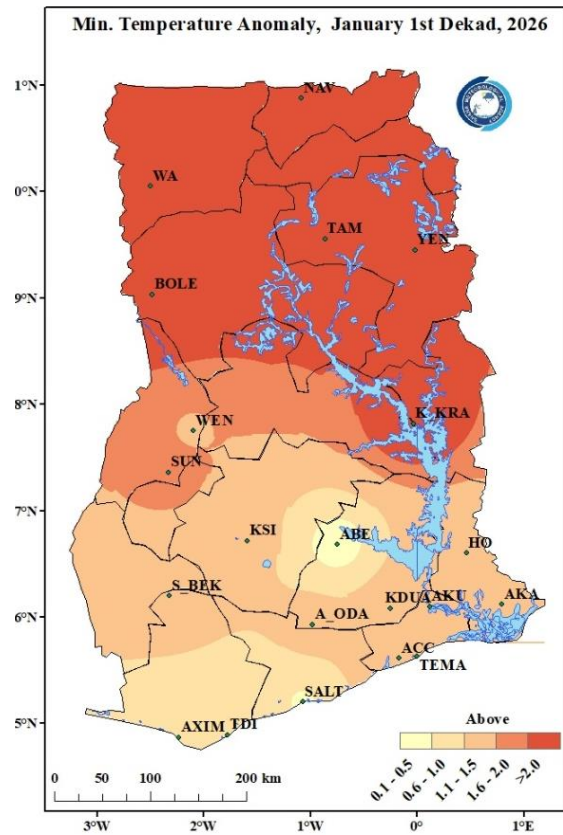 Min. Temperature Anomaly, January 1st Dekad, 2026
1°N
NAV
0°N
WA
TAM
YEN
9°N
BOLE
8°N
K_KRA
WEN
SUN
7°N
KSI
ABE
HO
S_BEK
KDUA
AKU
AKA
6°N
A_ODA
ACC
TEMA
SALT
5°N
AXIM
TDI
Above
0.1 - 0.5
0.6 - 1.0
1.1 - 1.5
1.6 - 2.0
>2.0
0 50 100 200 km
3°W 2°W 1°W 0° 1°E